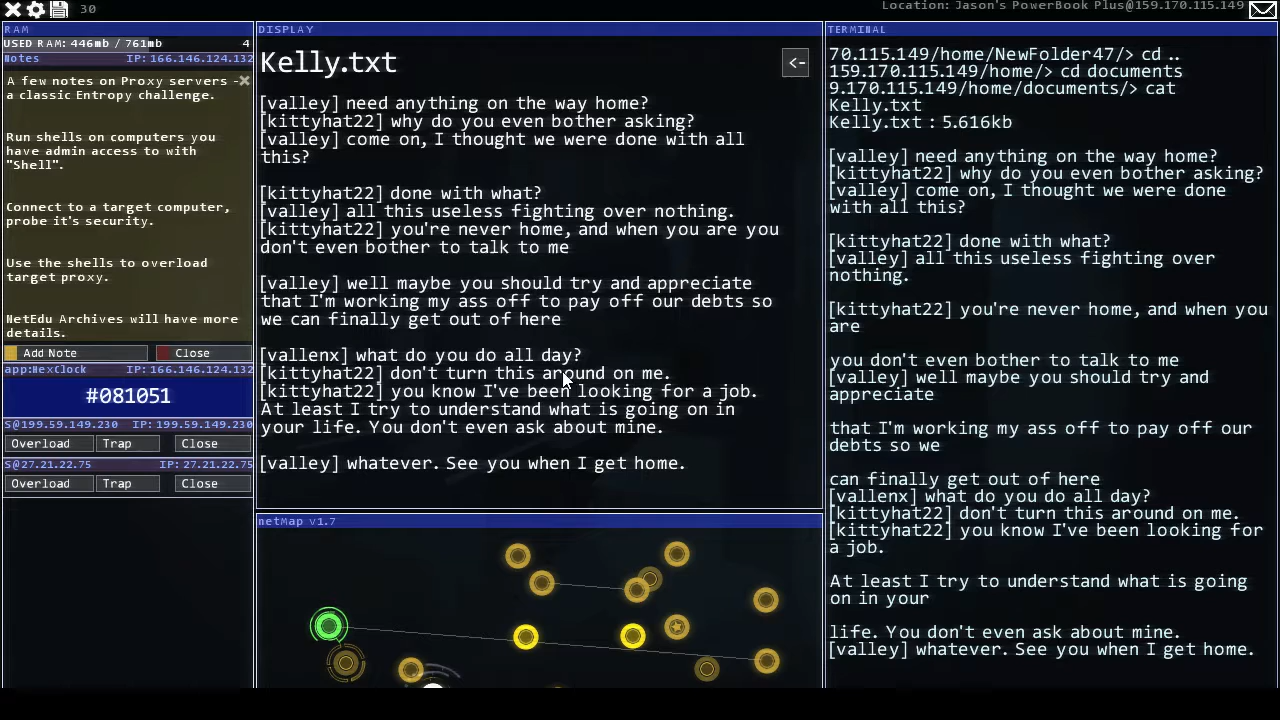 30
Location: Jason's PowerBook Plus@159.170.115.149
RAM
USED RAM: 446mb / 761mb 4
Notes IP: 166.146.124.132
A few notes on Proxy servers -
a classic Entropy challenge.
Run shells on computers you
have admin access to with
"Shell".
Connect to a target computer,
probe it's security.
Use the shells to overload
target proxy.
NetEdu Archives will have more
details.
Add Note Close
app:HexClock IP: 166.146.124.132
#081051
S@199.59.149.230 IP: 199.59.149.230
Overload Trap Close
S@27.21.22.75 IP: 27.21.22.75
Overload Trap Close
DISPLAY
Kelly.txt
<-
[valley] need anything on the way home?
[kittyhat22] why do you even bother asking?
[valley] come on, I thought we were done with all
this?
[kittyhat22] done with what?
[valley] all this useless fighting over nothing.
[kittyhat22] you're never home, and when you are you
don't even bother to talk to me
[valley] well maybe you should try and appreciate
that I'm working my ass off to pay off our debts so
we can finally get out of here
[vallenx] what do you do all day?
[kittyhat22] don't turn this around on me.
[kittyhat22] you know I've been looking for a job.
At least I try to understand what is going on in
your life. You don't even ask about mine.
[valley] whatever. See you when I get home.
netMap v1.7
TERMINAL
70.115.149/home/NewFolder47/> cd ..
159.170.115.149/home/> cd documents
9.170.115.149/home/documents/> cat
Kelly.txt
Kelly.txt : 5.616kb
[valley] need anything on the way home?
[kittyhat22] why do you even bother asking?
[valley] come on, I thought we were done
with all this?
[kittyhat22] done with what?
[valley] all this useless fighting over
nothing.
[kittyhat22] you're never home, and when you
are
you don't even bother to talk to me
[valley] well maybe you should try and
appreciate
that I'm working my ass off to pay off our
debts so we
can finally get out of here
[vallenx] what do you do all day?
[kittyhat22] don't turn this around on me.
[kittyhat22] you know I've been looking for
a job.
At least I try to understand what is going
on in your
life. You don't even ask about mine.
[valley] whatever. See you when I get home.